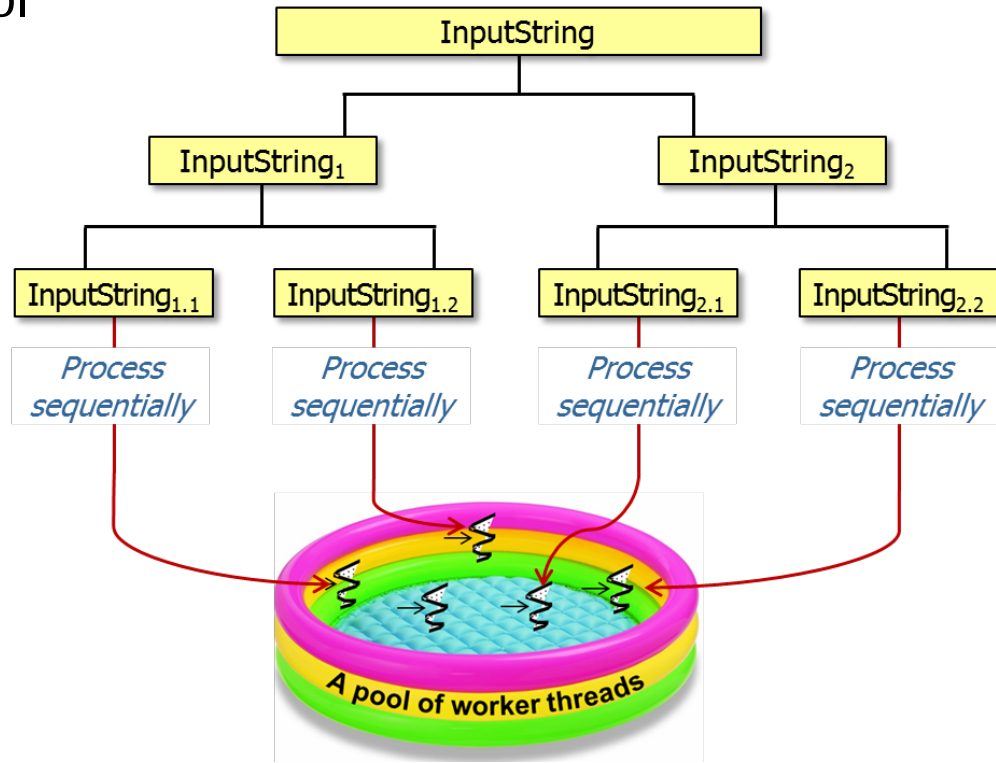 InputString
InputString₁
InputString₂
InputString₁.₁
InputString₁.₂
InputString₂.₁
InputString₂.₂
Process
sequentially
Process
sequentially
Process
sequentially
Process
sequentially
A pool of worker threads